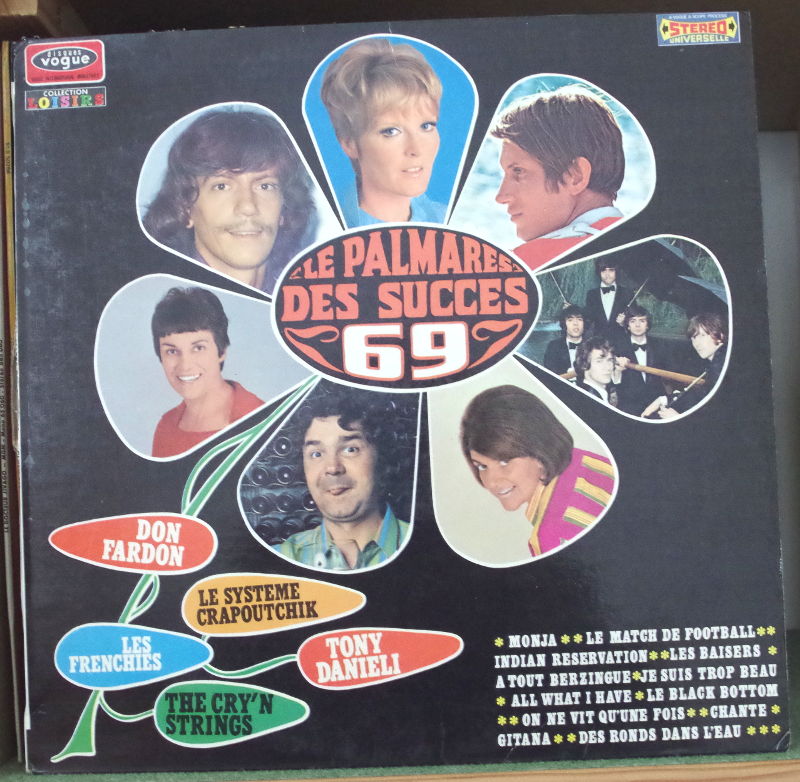 disques
vogue
COLLECTION
LOISIRS
STEREO
UNIVERSELLE
LE PALMARES
DES SUCCES
69
DON
FARDON
LE SYSTEME
CRAPOUTCHIK
LES
FRENCHIES
TONY
DANIELI
THE CRY'N
STRINGS
* MONJA ** LE MATCH DE FOOTBALL **
INDIAN RESERVATION ** LES BAISERS *
A TOUT BERZINGUE * JE SUIS TROP BEAU
* ALL WHAT I HAVE * LE BLACK BOTTOM
** ON NE VIT QU'UNE FOIS ** CHANTE *
GITANA ** DES RONDS DANS L'EAU ***